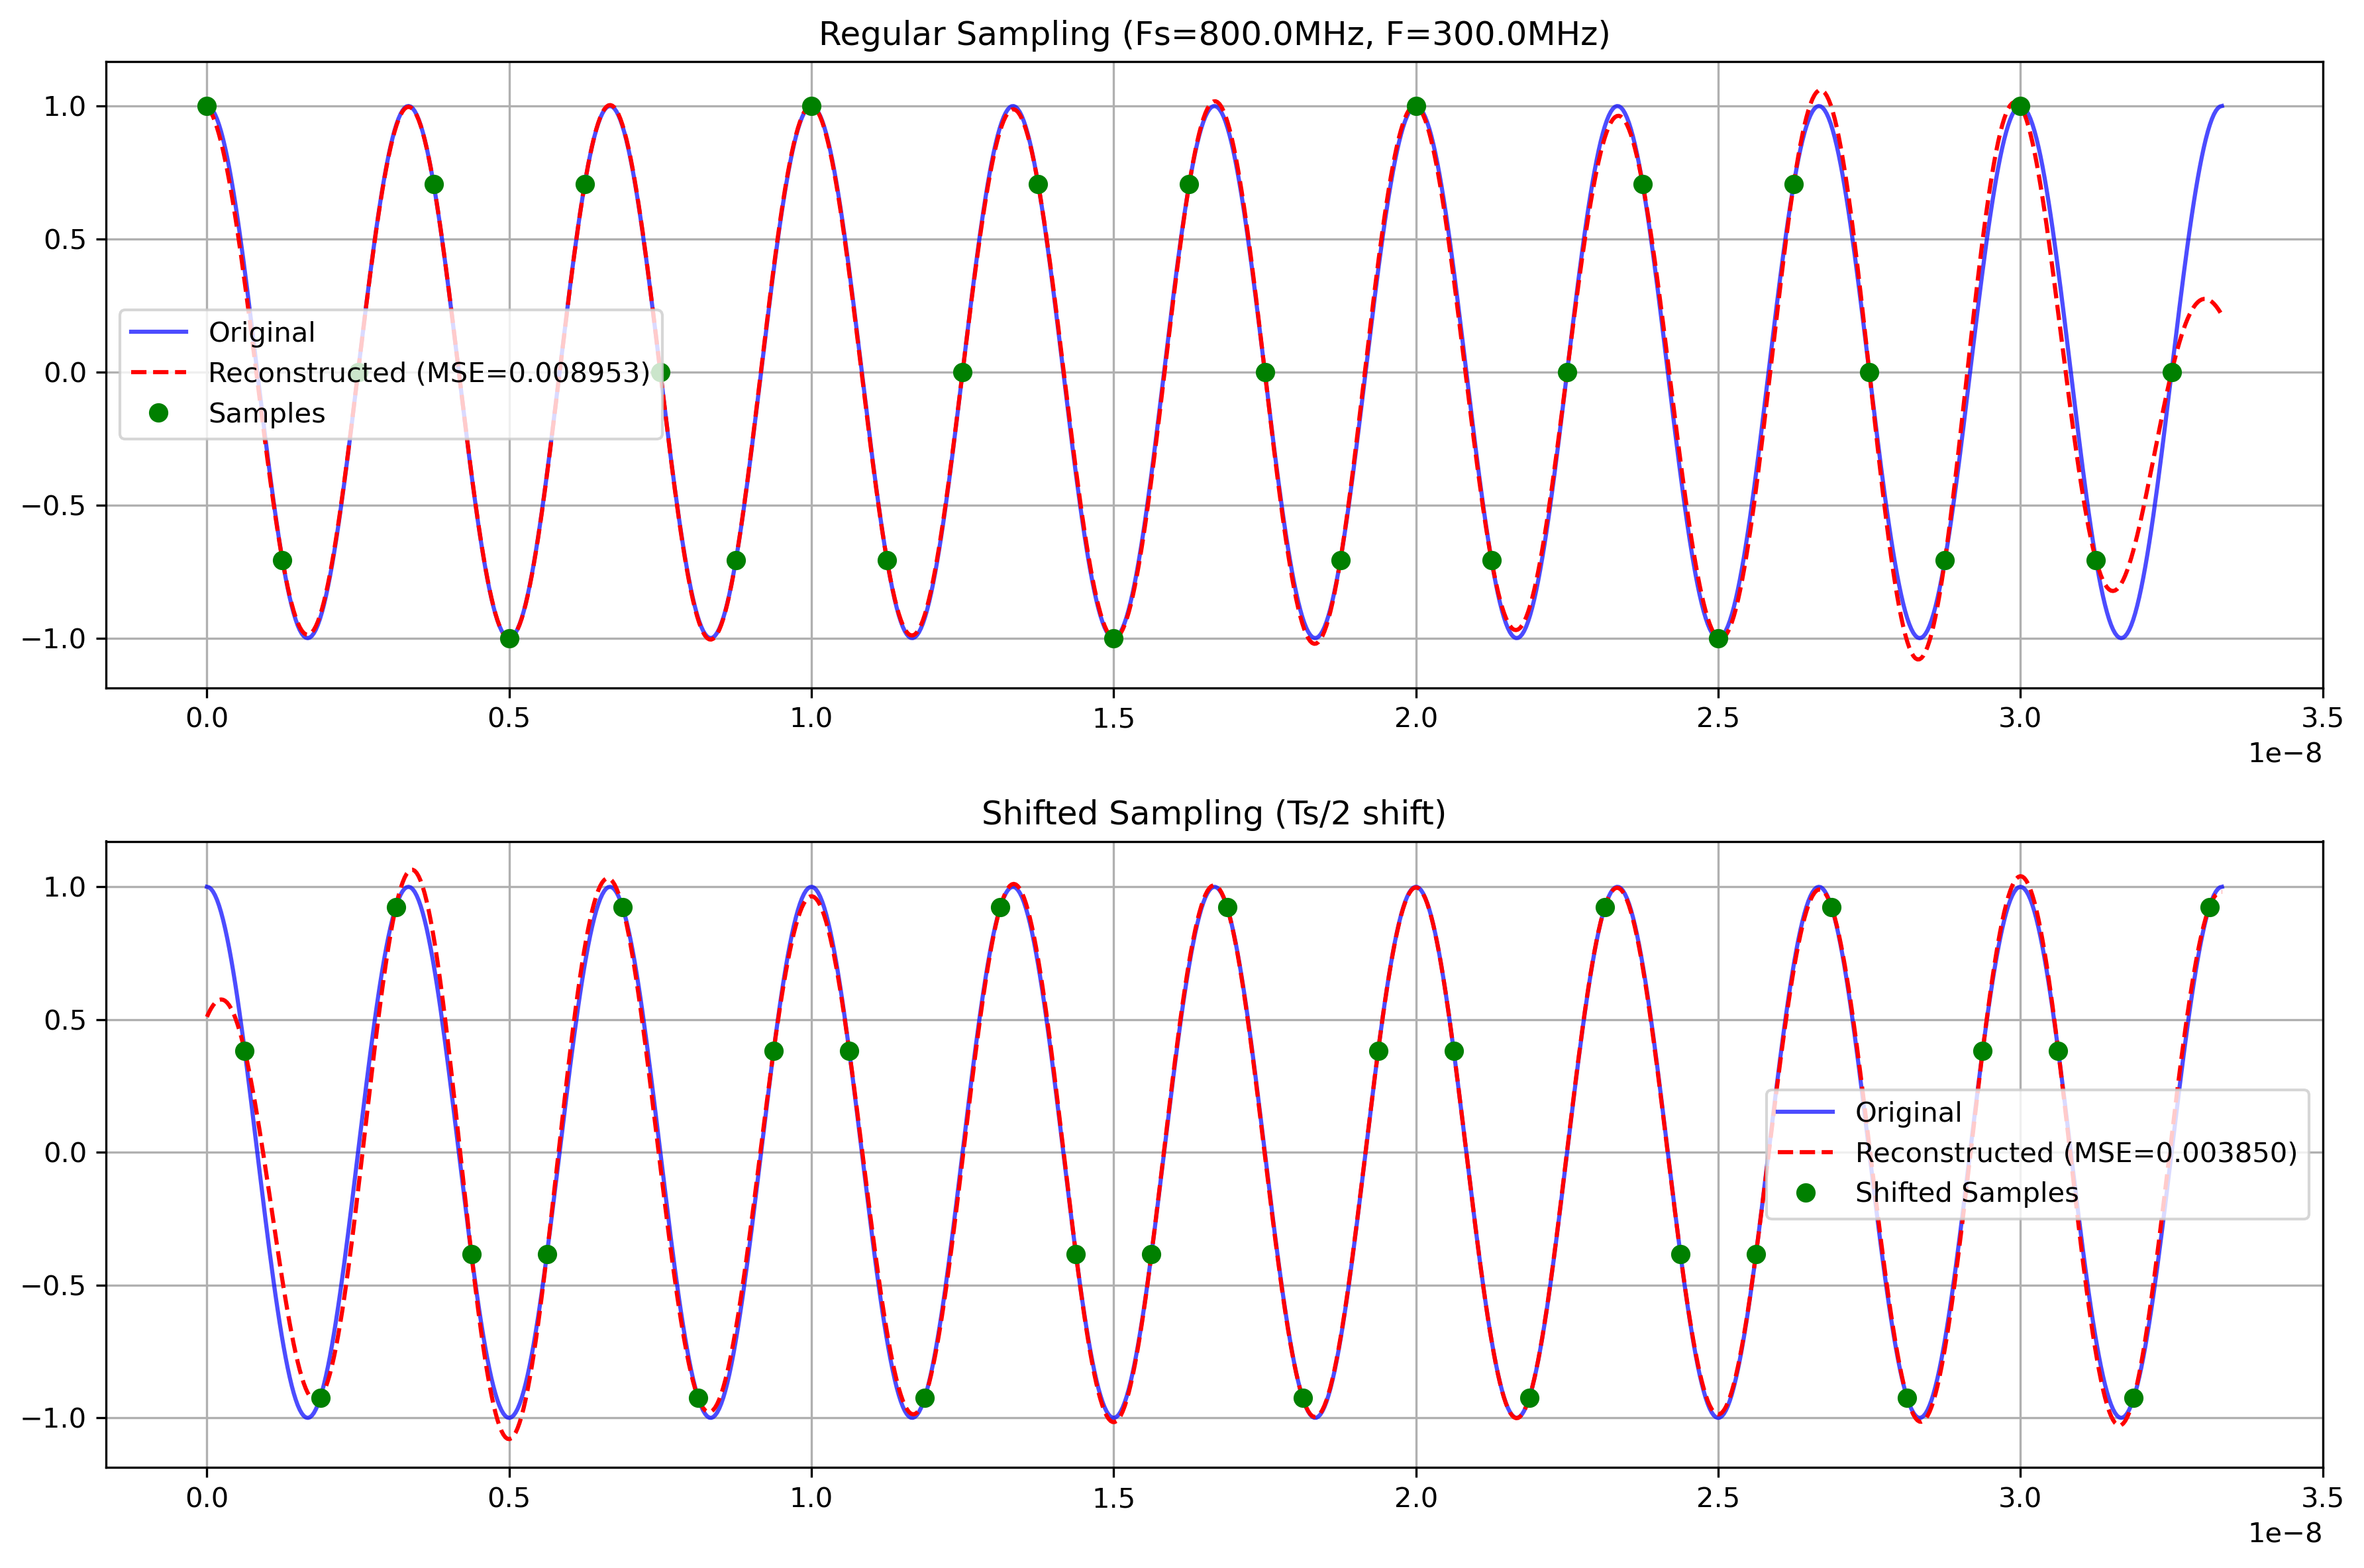 Regular Sampling (Fs=800.0MHz, F=300.0MHz)
1.0
0.5
0.0
−0.5
−1.0
Original
Reconstructed (MSE=0.008953)
Samples
0.0 0.5 1.0 1.5 2.0 2.5 3.0 3.5
1e−8
Shifted Sampling (Ts/2 shift)
1.0
0.5
0.0
−0.5
−1.0
Original
Reconstructed (MSE=0.003850)
Shifted Samples
0.0 0.5 1.0 1.5 2.0 2.5 3.0 3.5
1e−8